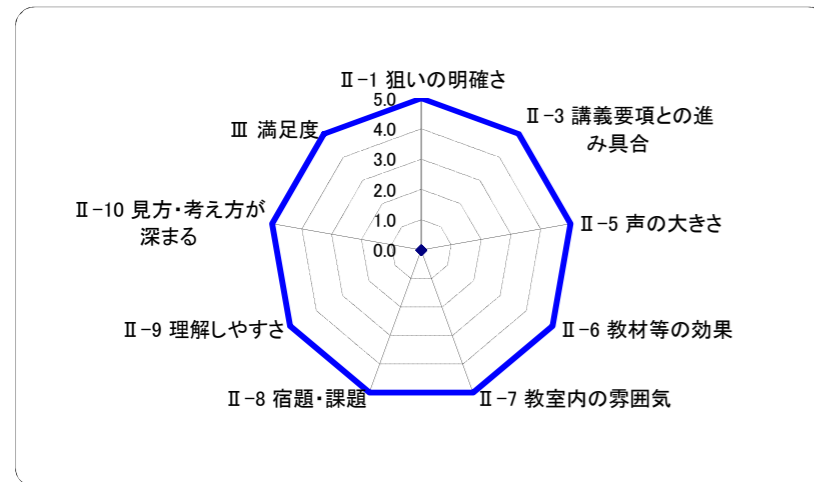 Ⅱ-1 狙いの明確さ
Ⅱ-3 講義要項との進
み具合
Ⅱ-5 声の大きさ
Ⅱ-6 教材等の効果
Ⅱ-7 教室内の雰囲気
Ⅱ-8 宿題・課題
Ⅱ-9 理解しやすさ
Ⅱ-10 見方・考え方が
深まる
Ⅲ 満足度
5.0
4.0
3.0
2.0
1.0
0.0